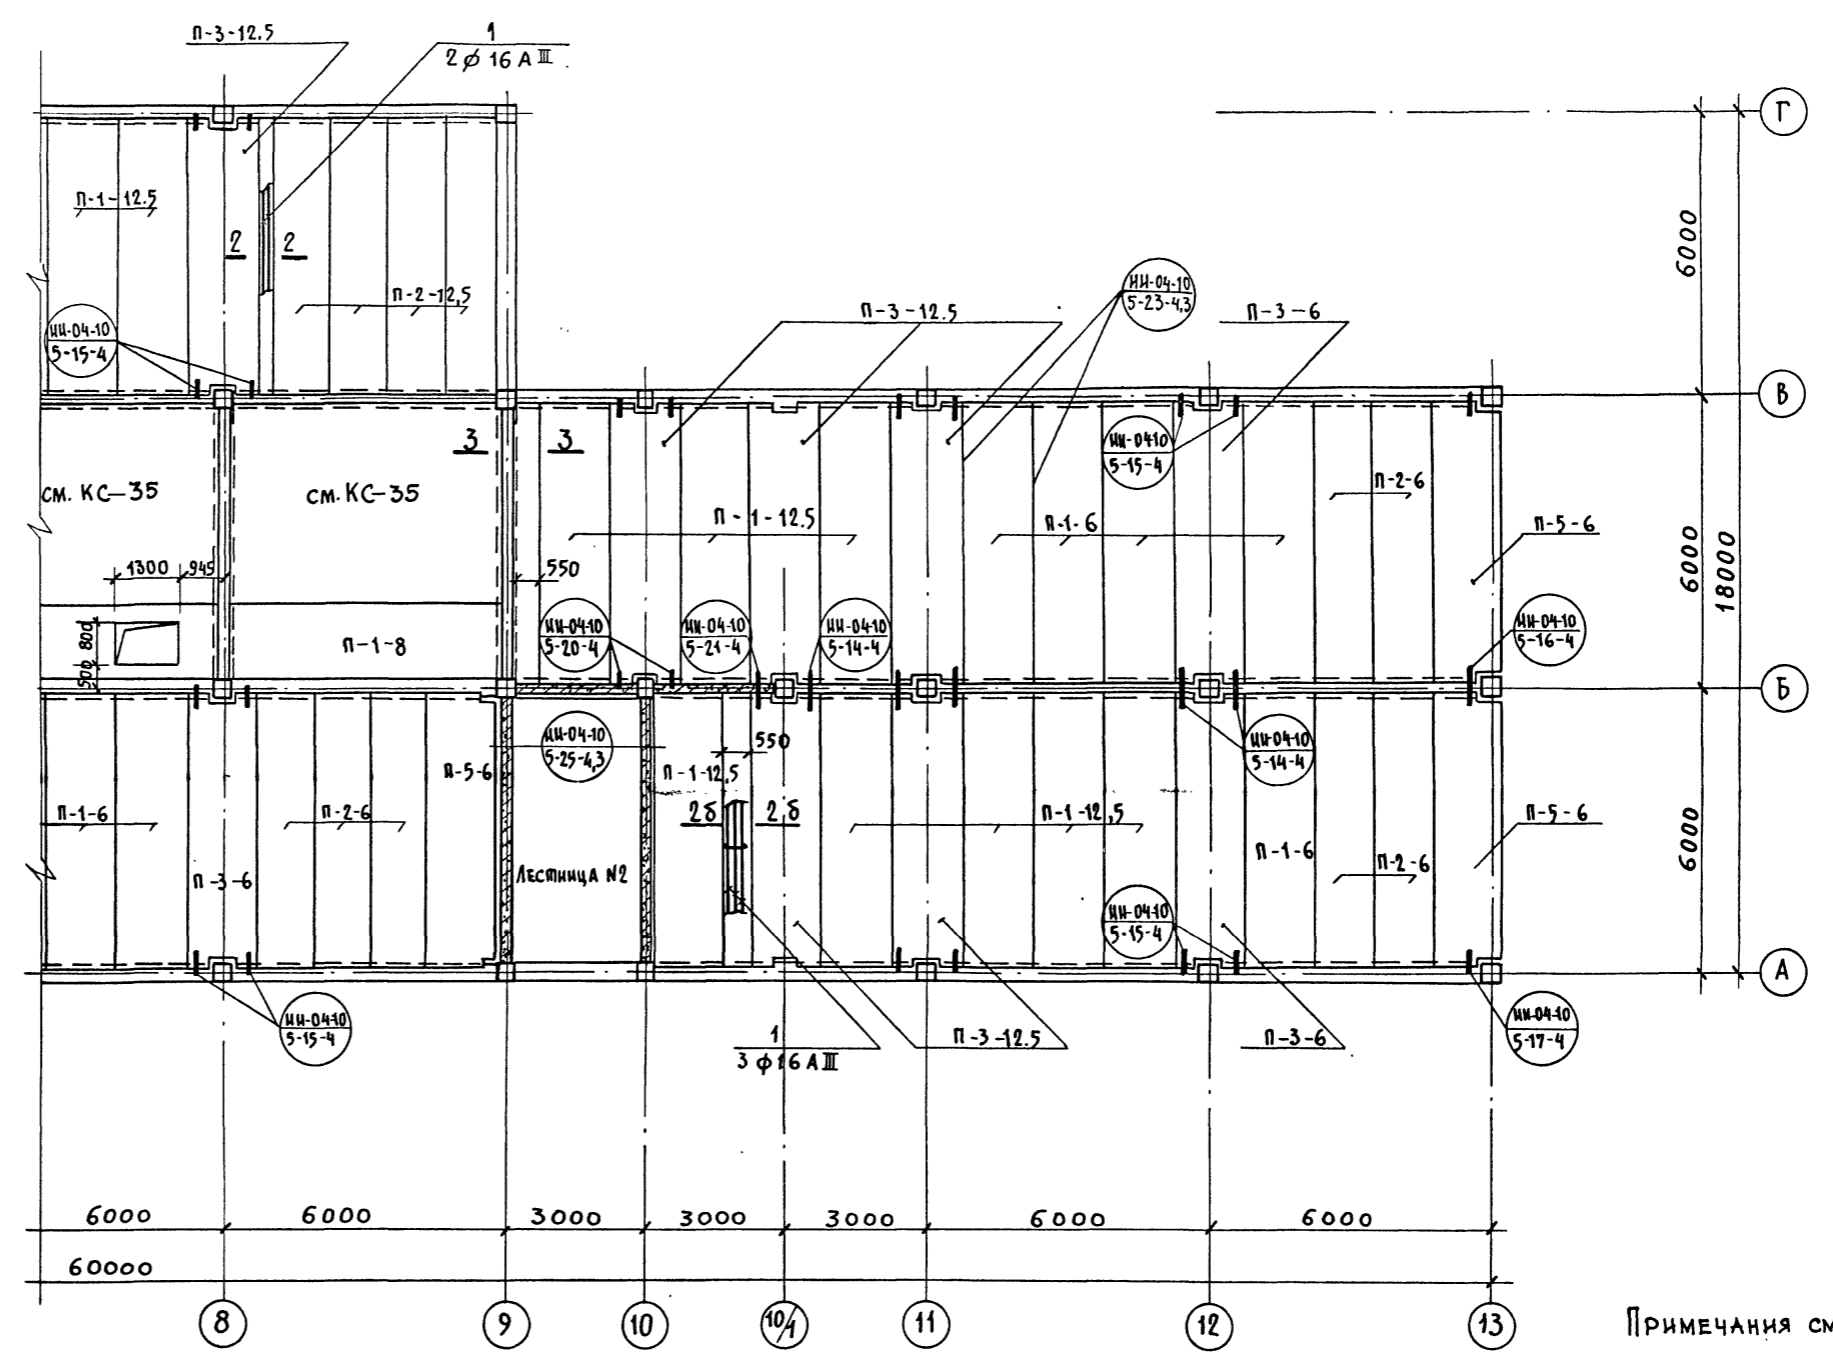 П-3-12.5
1
2ϕ16АIII
Г
П-1-12.5
6000
2 2
П-2-12,5
ИИ-04-10
5-15-4
П-3-12.5
ИИ-04-10
5-23-4,3
П-3-6
В
3 3
ИИ-04-10
5-15-4
см. КС-35
см. КС-35
П-2-6
П-1-12.5
П-1-6
П-5-6
6000
18000
1300
945
550
800
500
П-1-8
ИИ-04-10
5-20-4
ИИ-04-10
5-21-4
ИИ-04-10
5-14-4
ИИ-04-10
5-16-4
Б
ИИ-04-10
5-25-4,3
550
ИИ-04-10
5-14-4
П-5-6
П-1-12,5
П-1-6
П-2-6
2б 2,б
П-1-12,5
П-5-6
6000
П-3-6
Лестница №2
П-1-6
П-2-6
ИИ-04-10
5-15-4
А
ИИ-04-10
5-15-4
1
3ϕ16АIII
П-3-12.5
П-3-6
ИИ-04-10
5-17-4
6000
6000
3000
3000
3000
6000
6000
60000
8
9
10
10/1
11
12
13
Примечания см